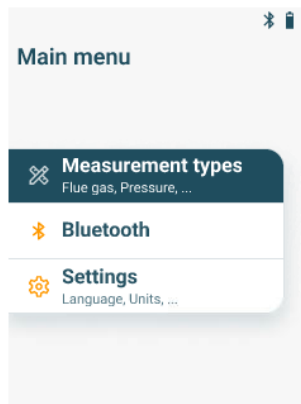 Main menu
Measurement types
Flue gas, Pressure, ...
Bluetooth
Settings
Language, Units, ...